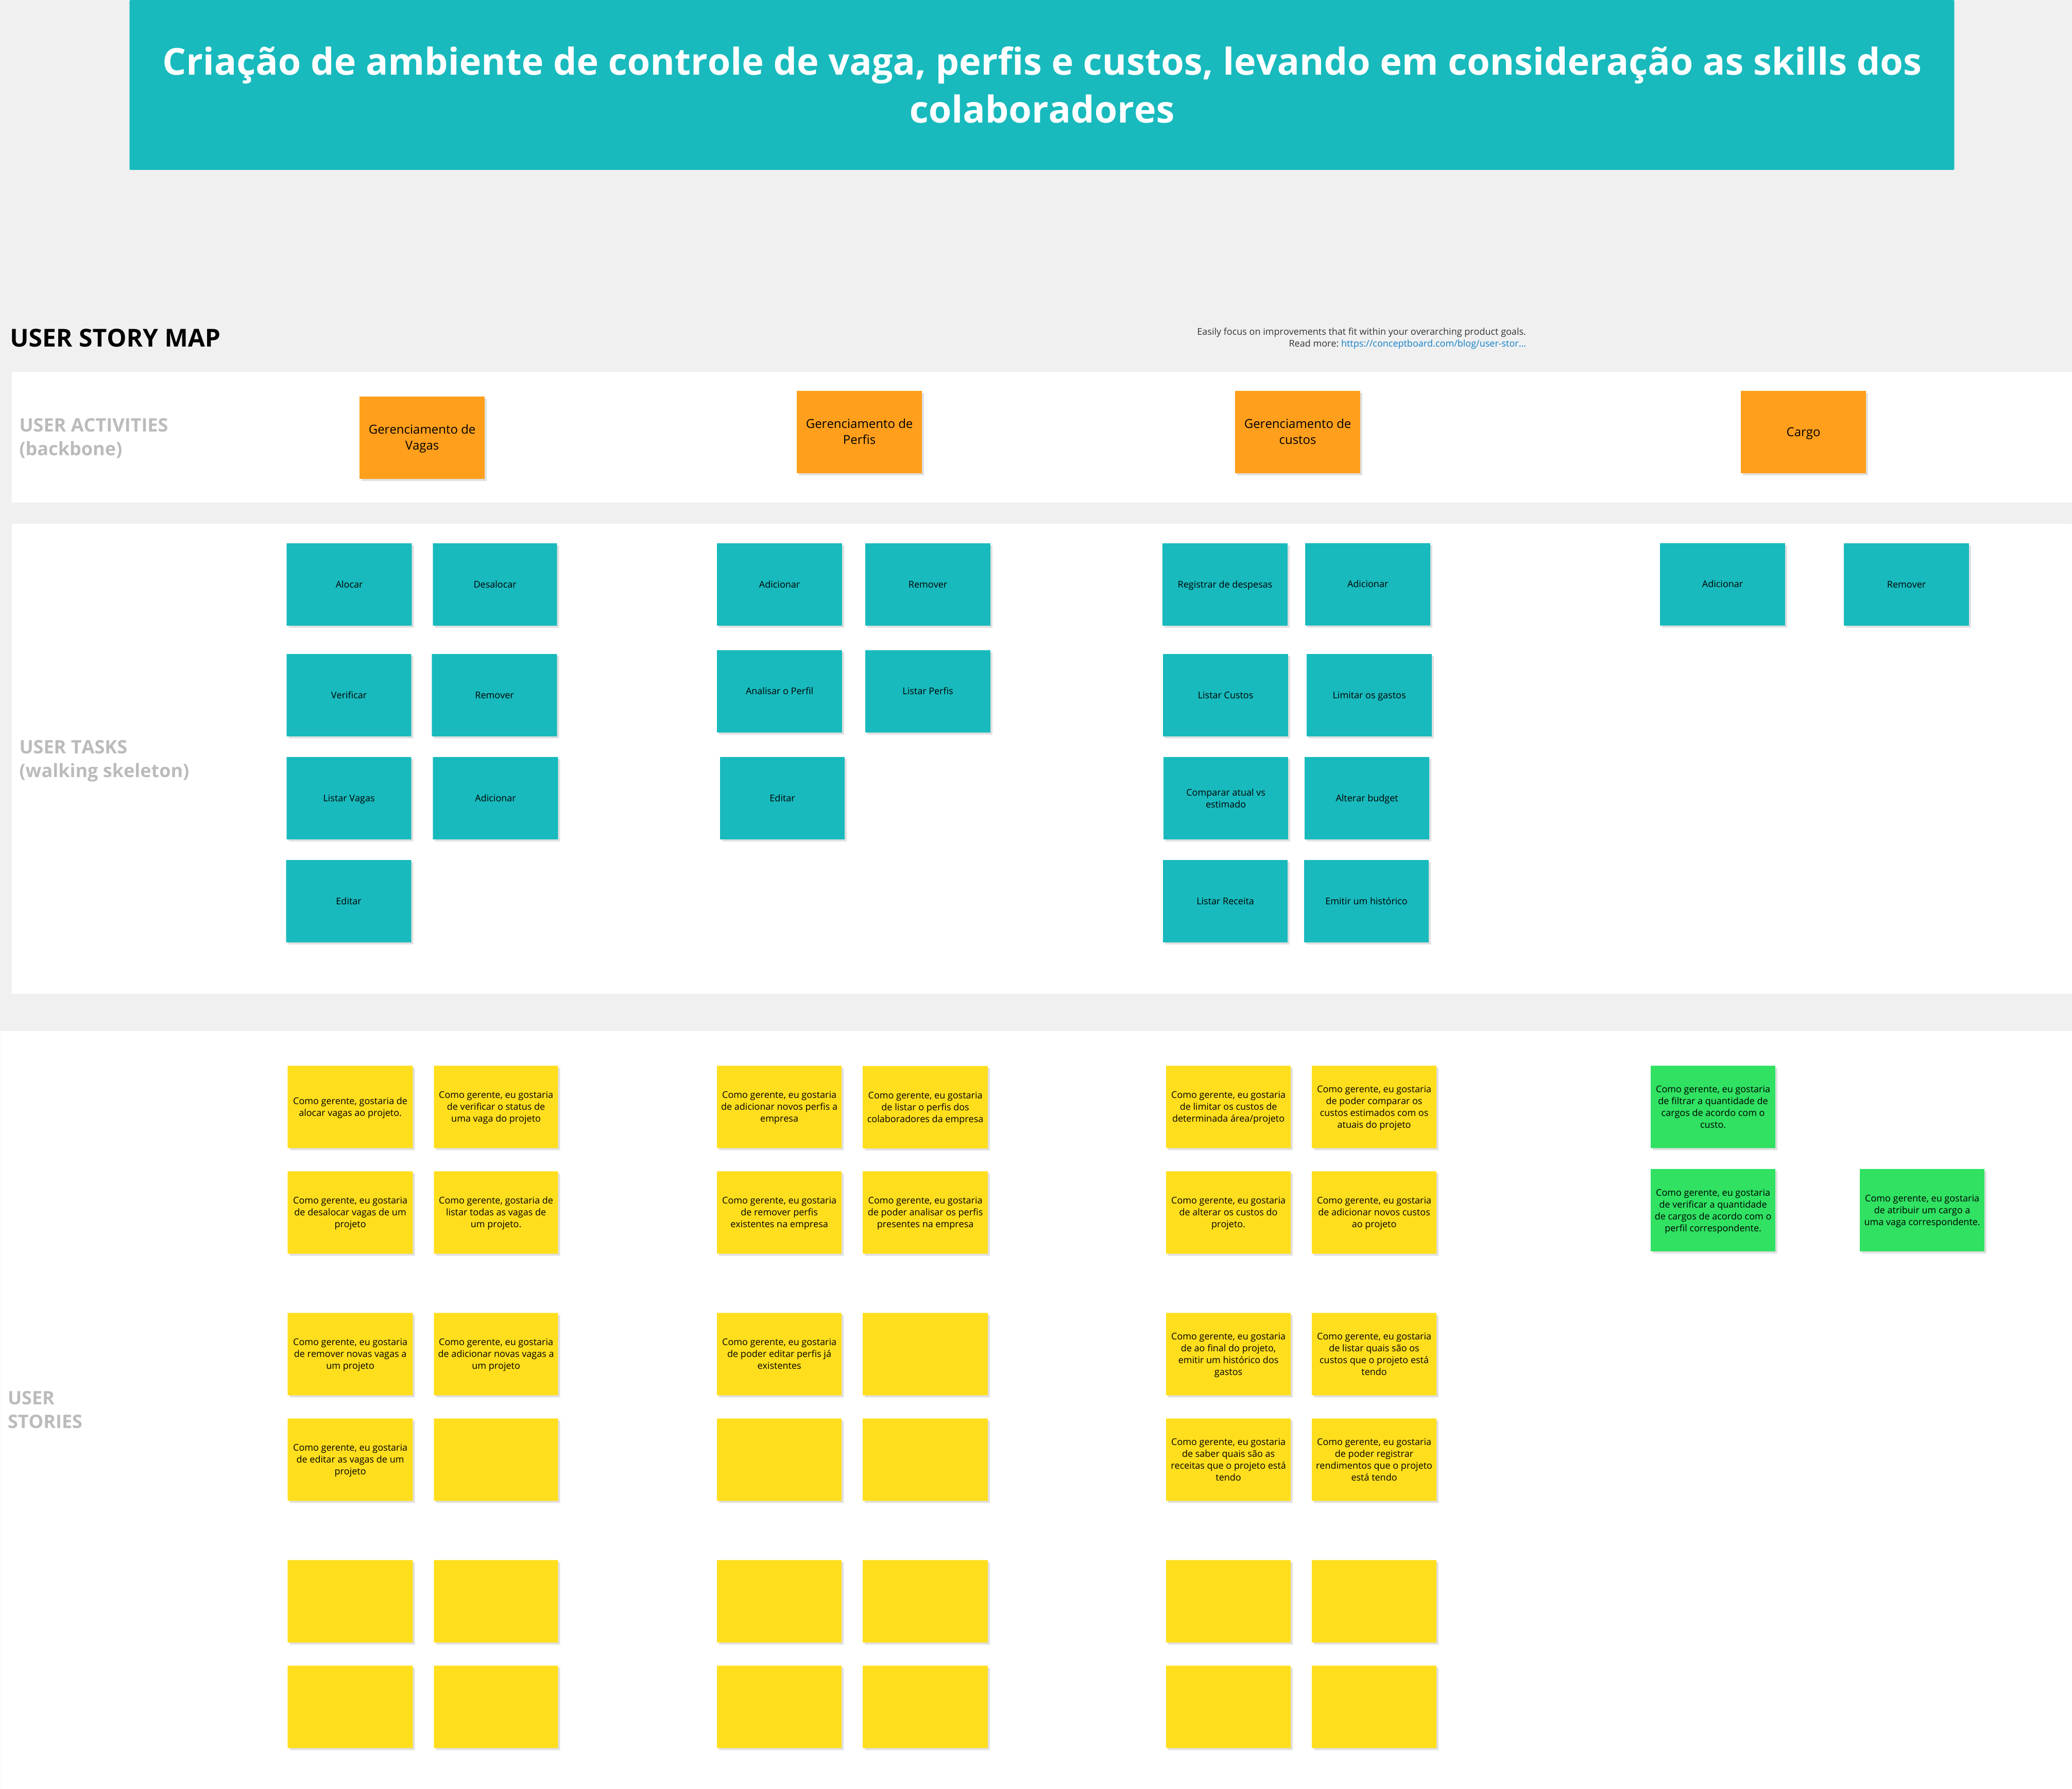 Criação de ambiente de controle de vaga, perfis e custos, levando em consideração as skills dos
colaboradores
USER STORY MAP
Easily focus on improvements that fit within your overarching product goals.
Read more: https://conceptboard.com/blog/user-stor...
USER ACTIVITIES
(backbone)
Gerenciamento de
Vagas
Gerenciamento de
Perfis
Gerenciamento de
custos
Cargo
USER TASKS
(walking skeleton)
Alocar
Desalocar
Adicionar
Remover
Registrar de despesas
Adicionar
Adicionar
Remover
Verificar
Remover
Analisar o Perfil
Listar Perfis
Listar Custos
Limitar os gastos
Listar Vagas
Adicionar
Editar
Comparar atual vs
estimado
Alterar budget
Editar
Listar Receita
Emitir um histórico
USER
STORIES
Como gerente, gostaria de
alocar vagas ao projeto.
Como gerente, eu gostaria
de verificar o status de
uma vaga do projeto
Como gerente, eu gostaria
de adicionar novos perfis a
empresa
Como gerente, eu gostaria
de listar o perfis dos
colaboradores da empresa
Como gerente, eu gostaria
de limitar os custos de
determinada área/projeto
Como gerente, eu gostaria
de poder comparar os
custos estimados com os
atuais do projeto
Como gerente, eu gostaria
de filtrar a quantidade de
cargos de acordo com o
custo.
Como gerente, eu gostaria
de desalocar vagas de um
projeto
Como gerente, gostaria de
listar todas as vagas de
um projeto.
Como gerente, eu gostaria
de remover perfis
existentes na empresa
Como gerente, eu gostaria
de poder analisar os perfis
presentes na empresa
Como gerente, eu gostaria
de alterar os custos do
projeto.
Como gerente, eu gostaria
de adicionar novos custos
ao projeto
Como gerente, eu gostaria
de verificar a quantidade
de cargos de acordo com o
perfil correspondente.
Como gerente, eu gostaria
de atribuir um cargo a
uma vaga correspondente.
Como gerente, eu gostaria
de remover novas vagas a
um projeto
Como gerente, eu gostaria
de adicionar novas vagas a
um projeto
Como gerente, eu gostaria
de poder editar perfis já
existentes
Como gerente, eu gostaria
de ao final do projeto,
emitir um histórico dos
gastos
Como gerente, eu gostaria
de listar quais são os
custos que o projeto está
tendo
Como gerente, eu gostaria
de editar as vagas de um
projeto
Como gerente, eu gostaria
de saber quais são as
receitas que o projeto está
tendo
Como gerente, eu gostaria
de poder registrar
rendimentos que o projeto
está tendo